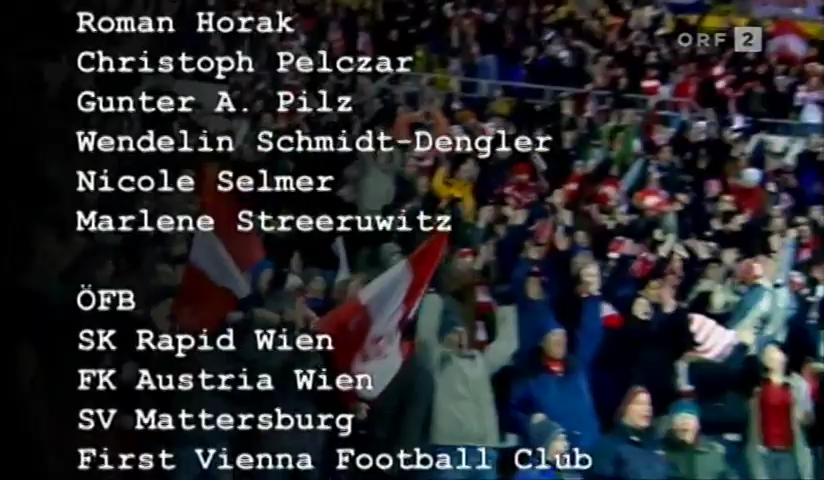 Roman Horak
ORF 2
Christoph Pelczar
Gunter A. Pilz
Wendelin Schmidt-Dengler
Nicole Selmer
Marlene Streeruwitz
ÖFB
SK Rapid Wien
FK Austria Wien
SV Mattersburg
First Vienna Football Club